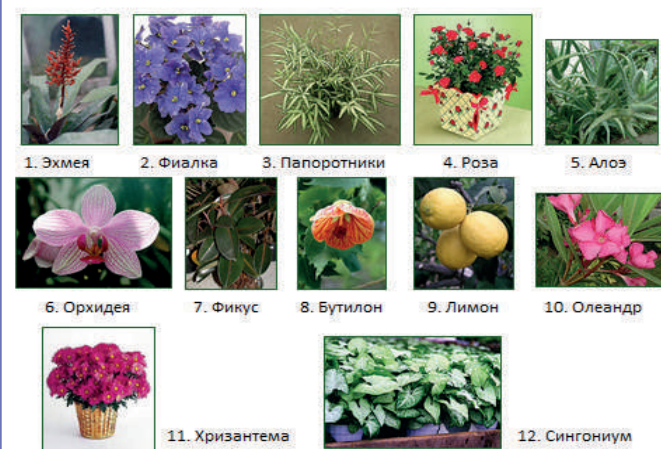 1. Эхмея
2. Фиалка
3. Папоротники
4. Роза
5. Алоэ
6. Орхидея
7. Фикус
8. Бутилон
9. Лимон
10. Олеандр
11. Хризантема
12. Сингониум